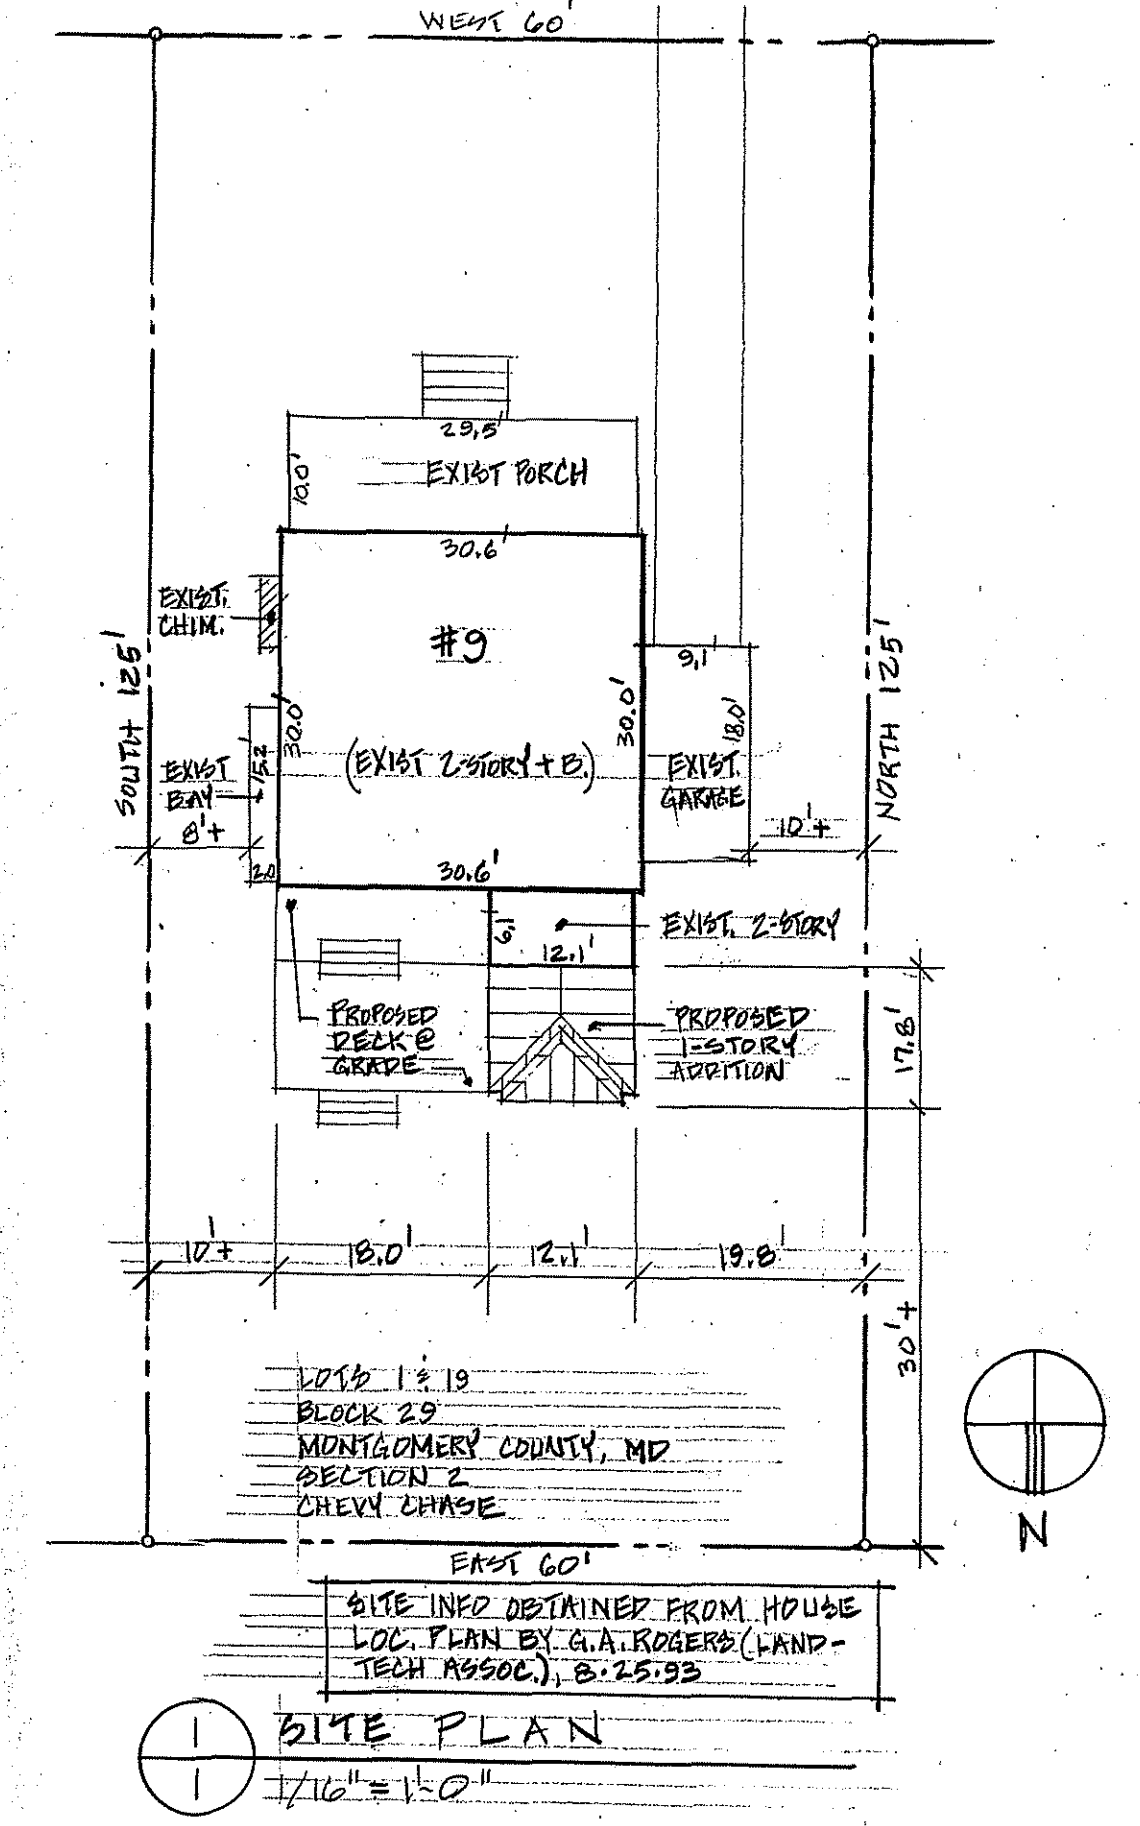 WEST 60'
29.5'
10.0'
EXIST PORCH
30.6'
EXIST.
CHIM.
#9
9.1'
SOUTH 125'
NORTH 125'
30.0'
30.0'
18.0'
15.2
(EXIST 2-STORY + B.)
EXIST
BAY
EXIST.
GARAGE
8'+
10'+
2.0
30.6'
6.1
12.1'
EXIST. 2-STORY
PROPOSED
DECK @
GRADE
PROPOSED
1-STORY
ADDITION
17.8'
10'+
18.0'
12.1'
19.8'
30'+
LOTS 1 & 19
BLOCK 29
MONTGOMERY COUNTY, MD
SECTION 2
CHEVY CHASE
N
EAST 60'
SITE INFO OBTAINED FROM HOUSE
LOC. PLAN BY G.A. ROGERS (LAND-
TECH ASSOC.), 8·25·93
1
1
SITE PLAN
1/16" = 1'-0"